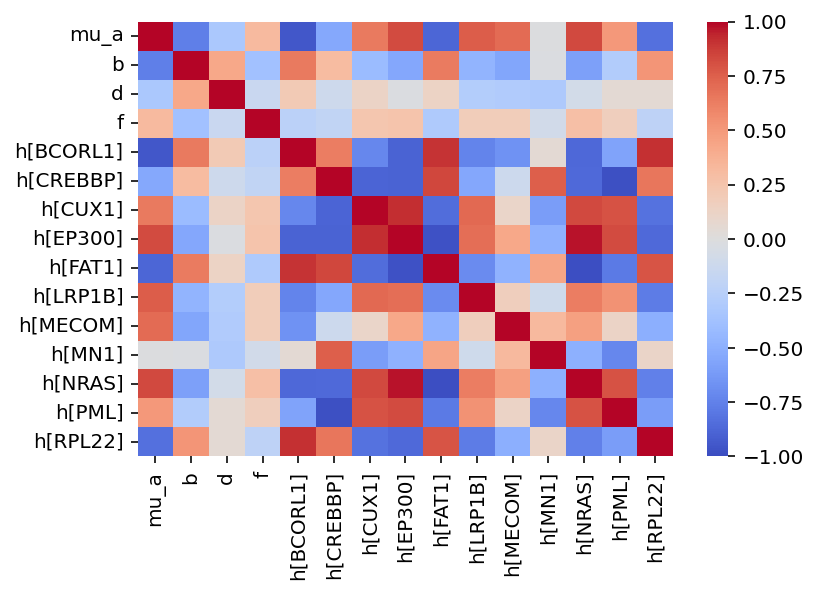 mu_a
b
d
f
h[BCORL1]
h[CREBBP]
h[CUX1]
h[EP300]
h[FAT1]
h[LRP1B]
h[MECOM]
h[MN1]
h[NRAS]
h[PML]
h[RPL22]
mu_a
b
d
f
h[BCORL1]
h[CREBBP]
h[CUX1]
h[EP300]
h[FAT1]
h[LRP1B]
h[MECOM]
h[MN1]
h[NRAS]
h[PML]
h[RPL22]
1.00
0.75
0.50
0.25
0.00
−0.25
−0.50
−0.75
−1.00